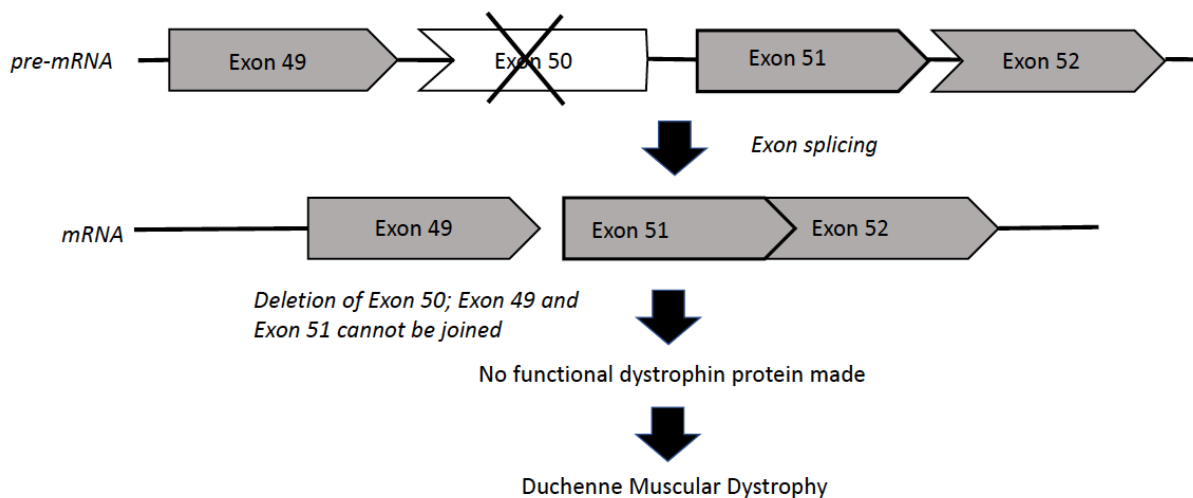 pre-mRNA
Exon 49
Exon 50
Exon 51
Exon 52
Exon splicing
mRNA
Exon 49
Exon 51
Exon 52
Deletion of Exon 50; Exon 49 and
Exon 51 cannot be joined
No functional dystrophin protein made
Duchenne Muscular Dystrophy